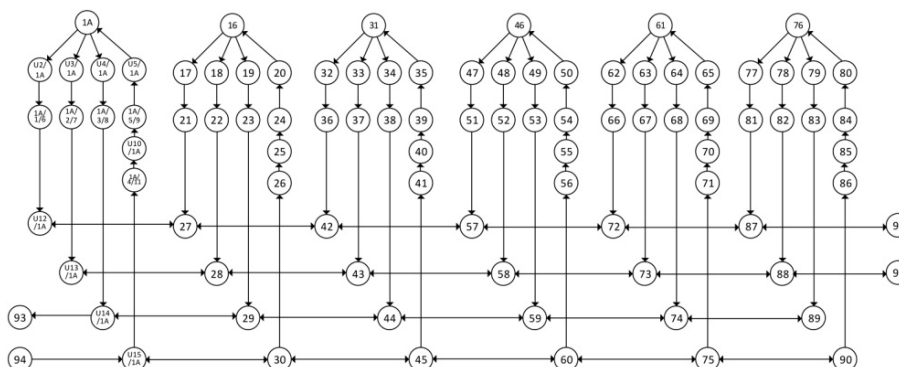 1A 16 31 46 61 76
U2/ 1A U3/ 1A U4/ 1A U5/ 1A 17 18 19 20 32 33 34 35 47 48 49 50 62 63 64 65 77 78 79 80
1A/ 1/6 1A/ 2/7 1A/ 3/8 1A/ 5/9 21 22 23 24 36 37 38 39 51 52 53 54 66 67 68 69 81 82 83 84
U10 /1A 25 40 55 70 85
1A/ 4/11 26 41 56 71 86
U12 /1A 27 42 57 72 87
U13 /1A 28 43 58 73 88
93 U14 /1A 29 44 59 74 89
94 U15 /1A 30 45 60 75 90